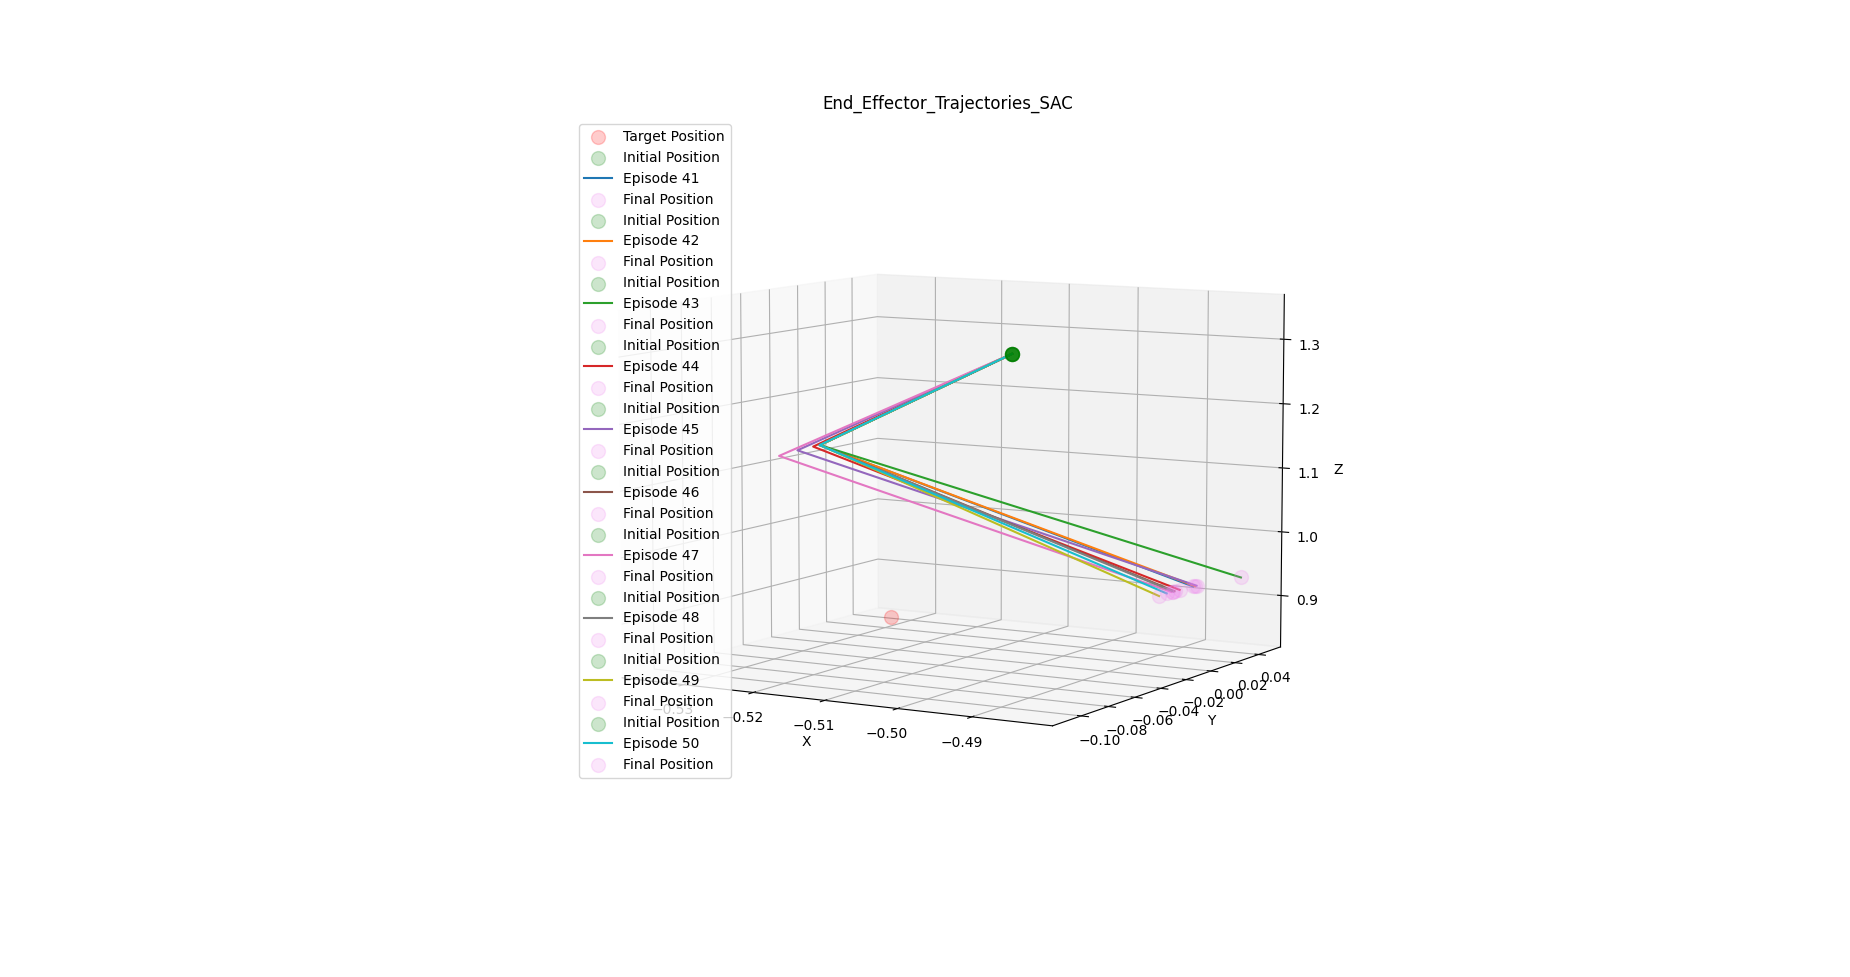 End_Effector_Trajectories_SAC
Target Position
Initial Position
Episode 41
Final Position
Initial Position
Episode 42
Final Position
Initial Position
Episode 43
Final Position
Initial Position
Episode 44
Final Position
Initial Position
Episode 45
Final Position
Initial Position
Episode 46
Final Position
Initial Position
Episode 47
Final Position
Initial Position
Episode 48
Final Position
Initial Position
Episode 49
Final Position
Initial Position
Episode 50
Final Position
1.3
1.2
1.1
Z
1.0
0.9
−0.53
−0.52
−0.51
−0.50
−0.49
X
−0.10
−0.08
−0.06
−0.04
−0.02
0.00
0.02
0.04
Y